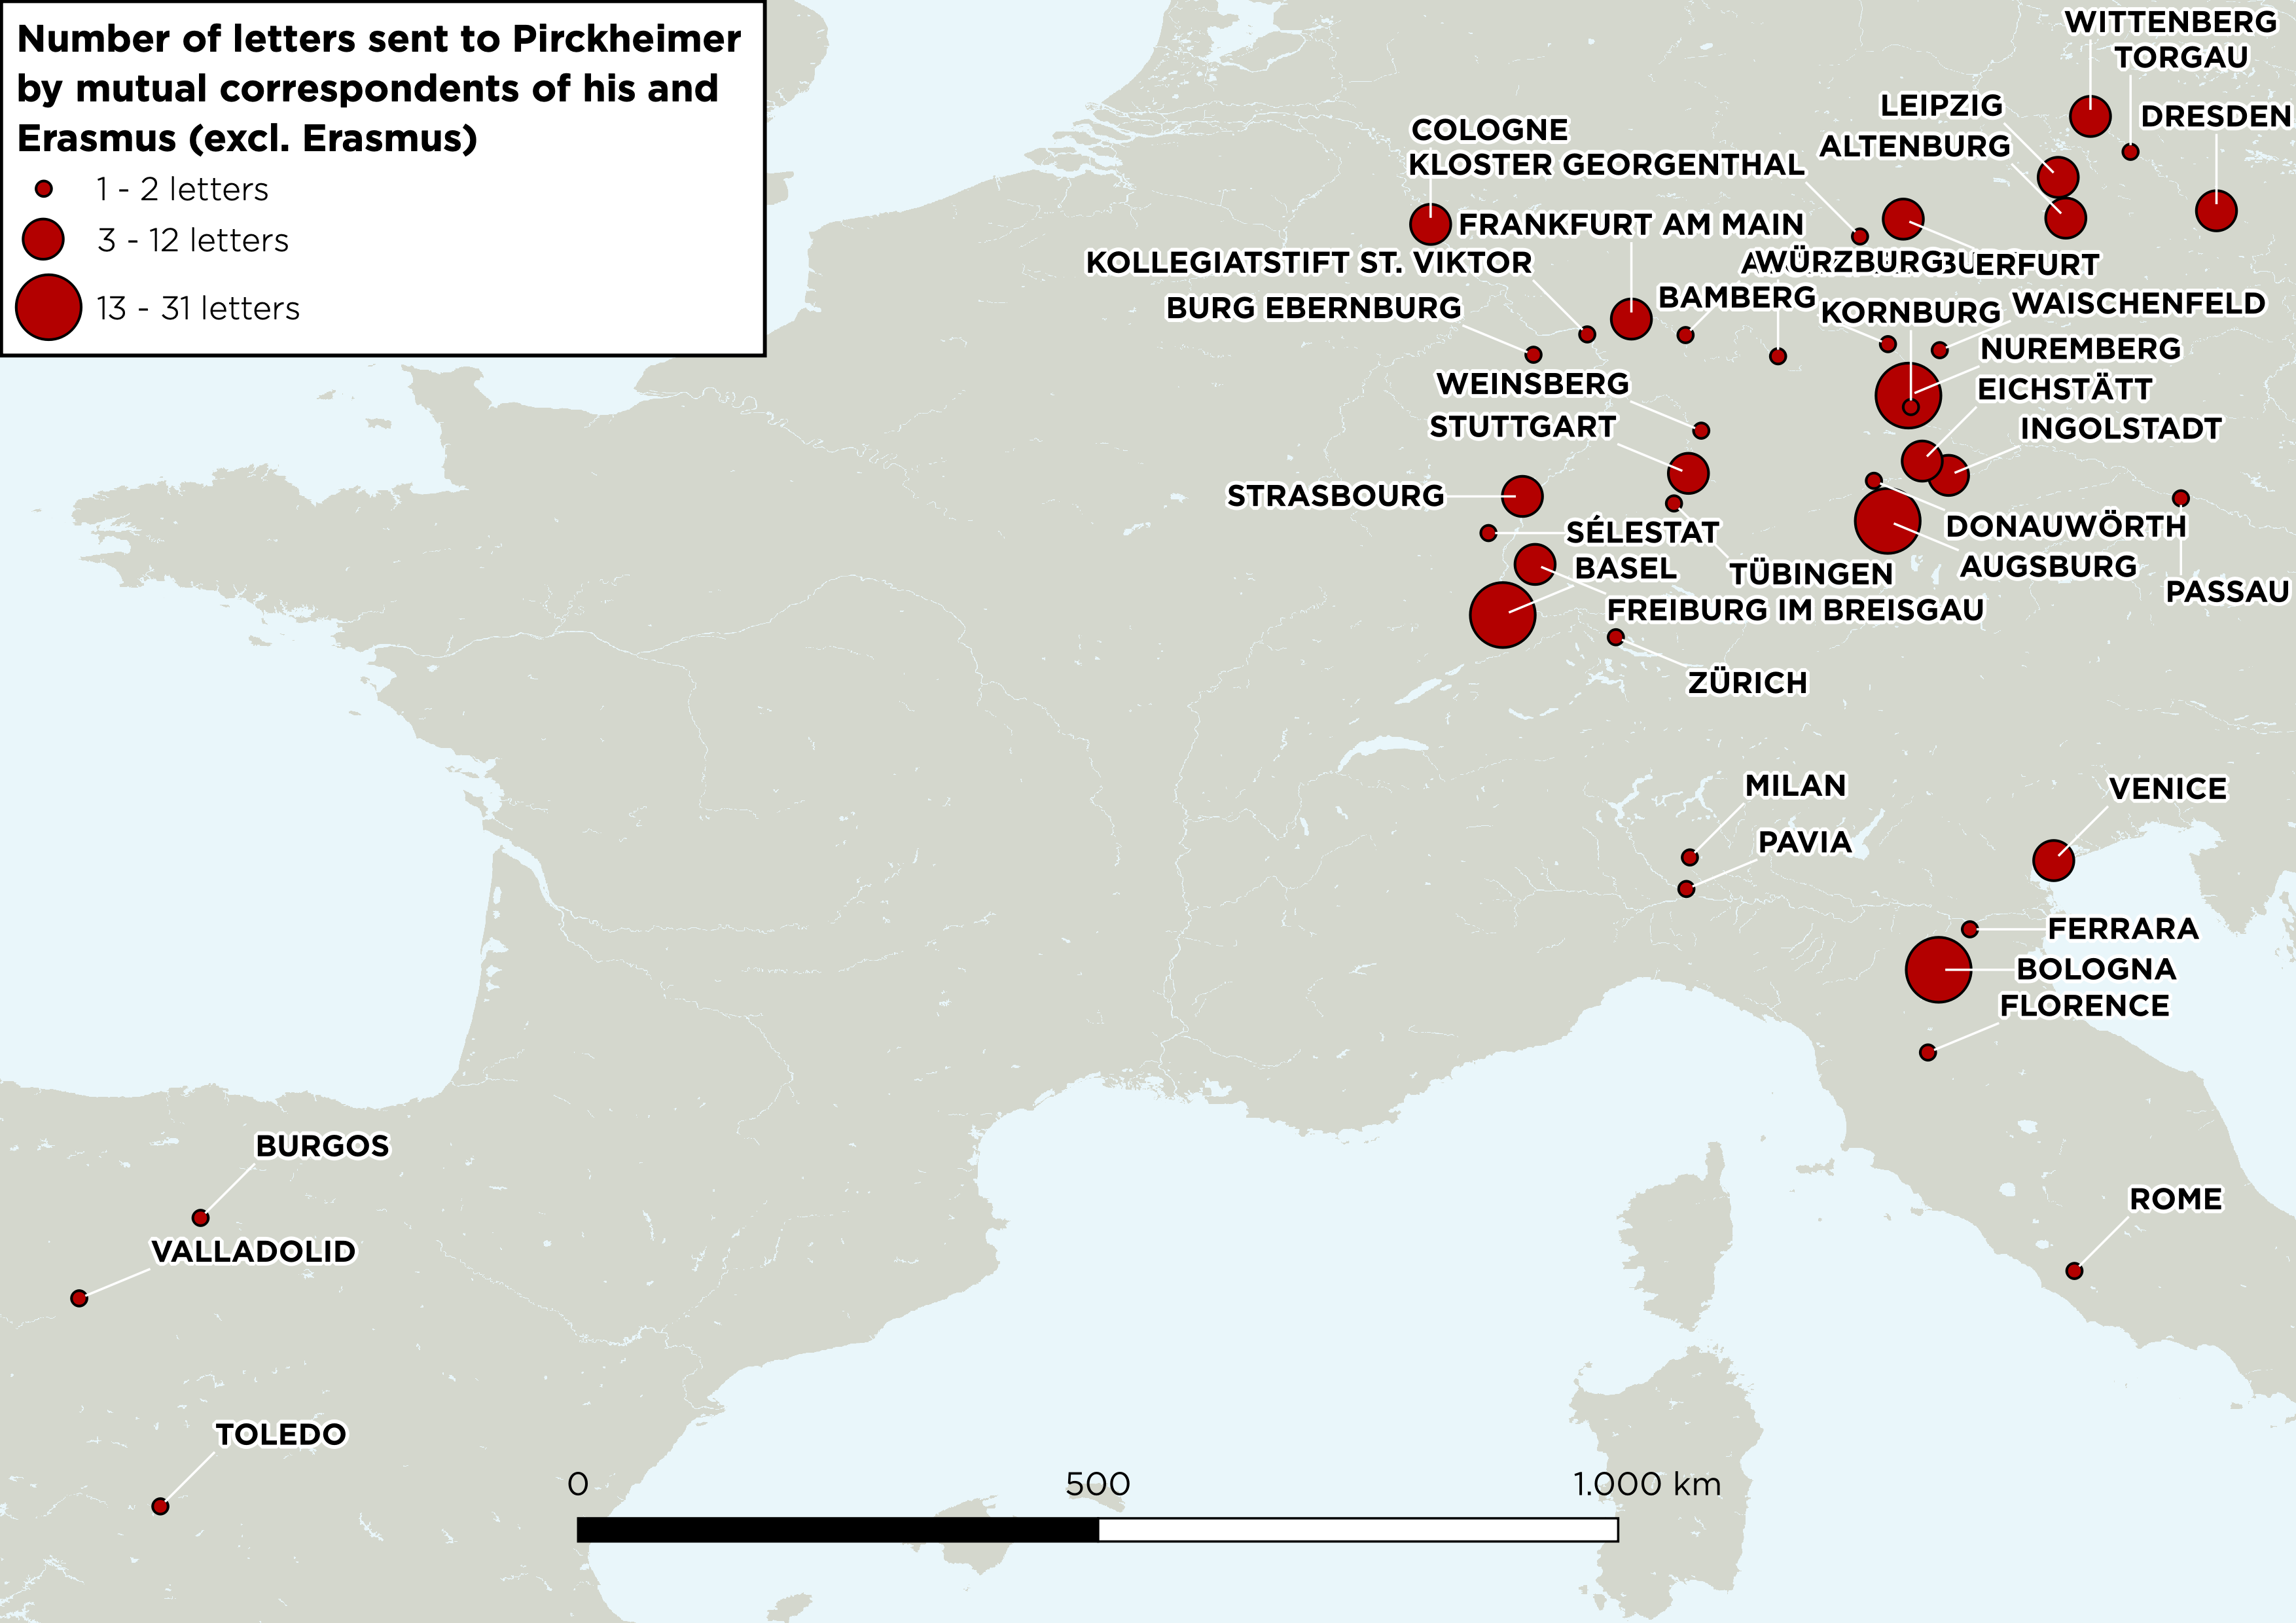 Number of letters sent to Pirckheimer
by mutual correspondents of his and
Erasmus (excl. Erasmus)
1 - 2 letters
3 - 12 letters
13 - 31 letters
WITTENBERG
TORGAU
LEIPZIG
DRESDEN
ALTENBURG
COLOGNE
KLOSTER GEORGENTHAL
FRANKFURT AM MAIN
KOLLEGIATSTIFT ST. VIKTOR
WÜRZBURG
ERFURT
BURG EBERNBURG
BAMBERG
KORNBURG
WAISCHENFELD
NUREMBERG
WEINSBERG
EICHSTÄTT
STUTTGART
INGOLSTADT
STRASBOURG
SÉLESTAT
DONAUWÖRTH
BASEL
TÜBINGEN
AUGSBURG
PASSAU
FREIBURG IM BREISGAU
ZÜRICH
MILAN
VENICE
PAVIA
FERRARA
BOLOGNA
FLORENCE
BURGOS
ROME
VALLADOLID
TOLEDO
0 500 1.000 km